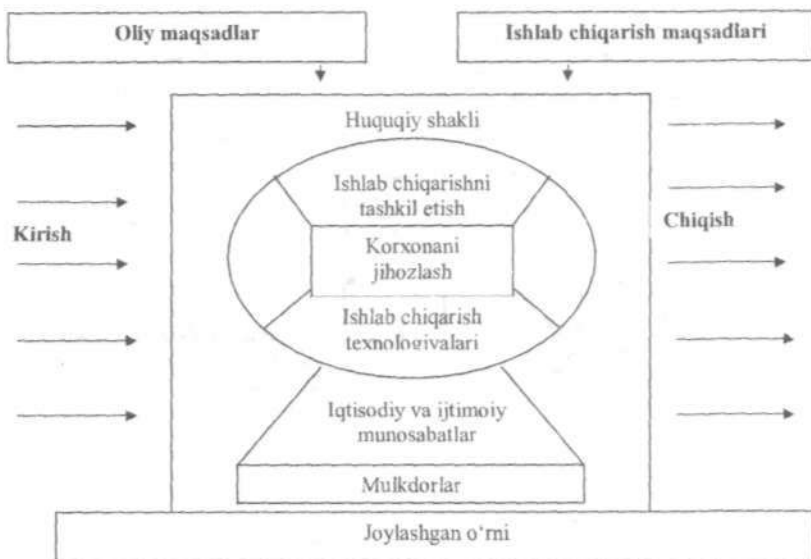 Oliy maqsadlar
Ishlab chiqarish maqsadlari
Huquqiy shakli
Ishlab chiqarishni
tashkil etish
Kirish
Chiqish
Korxonani
jihozlash
Ishlab chiqarish
texnologiyalari
Iqtisodiy va ijtimoiy
munosabatlar
Mulkdorlar
Joylashgan o‘rni